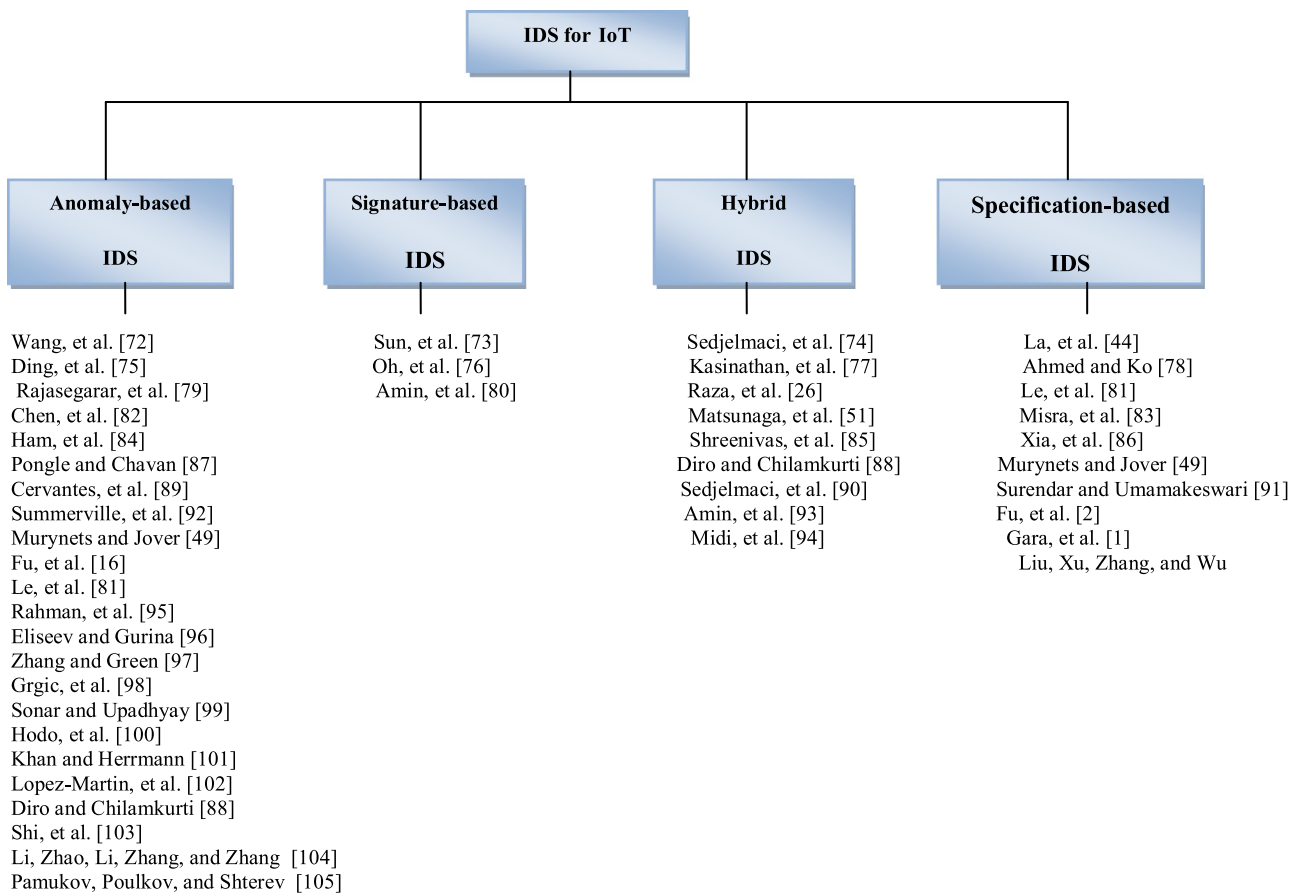 IDS for IoT
Anomaly-based
IDS
Wang, et al. [72]
Ding, et al. [75]
Rajasegarar, et al. [79]
Chen, et al. [82]
Ham, et al. [84]
Pongle and Chavan [87]
Cervantes, et al. [89]
Summerville, et al. [92]
Murynets and Jover [49]
Fu, et al. [16]
Le, et al. [81]
Rahman, et al. [95]
Eliseev and Gurina [96]
Zhang and Green [97]
Grgic, et al. [98]
Sonar and Upadhyay [99]
Hodo, et al. [100]
Khan and Herrmann [101]
Lopez-Martin, et al. [102]
Diro and Chilamkurti [88]
Shi, et al. [103]
Li, Zhao, Li, Zhang, and Zhang [104]
Pamukov, Poulkov, and Shterev [105]
Signature-based
IDS
Sun, et al. [73]
Oh, et al. [76]
Amin, et al. [80]
Hybrid
IDS
Sedjelmaci, et al. [74]
Kasinathan, et al. [77]
Raza, et al. [26]
Matsunaga, et al. [51]
Shreenivas, et al. [85]
Diro and Chilamkurti [88]
Sedjelmaci, et al. [90]
Amin, et al. [93]
Midi, et al. [94]
Specification-based
IDS
La, et al. [44]
Ahmed and Ko [78]
Le, et al. [81]
Misra, et al. [83]
Xia, et al. [86]
Murynets and Jover [49]
Surendar and Umamakeswari [91]
Fu, et al. [2]
Gara, et al. [1]
Liu, Xu, Zhang, and Wu